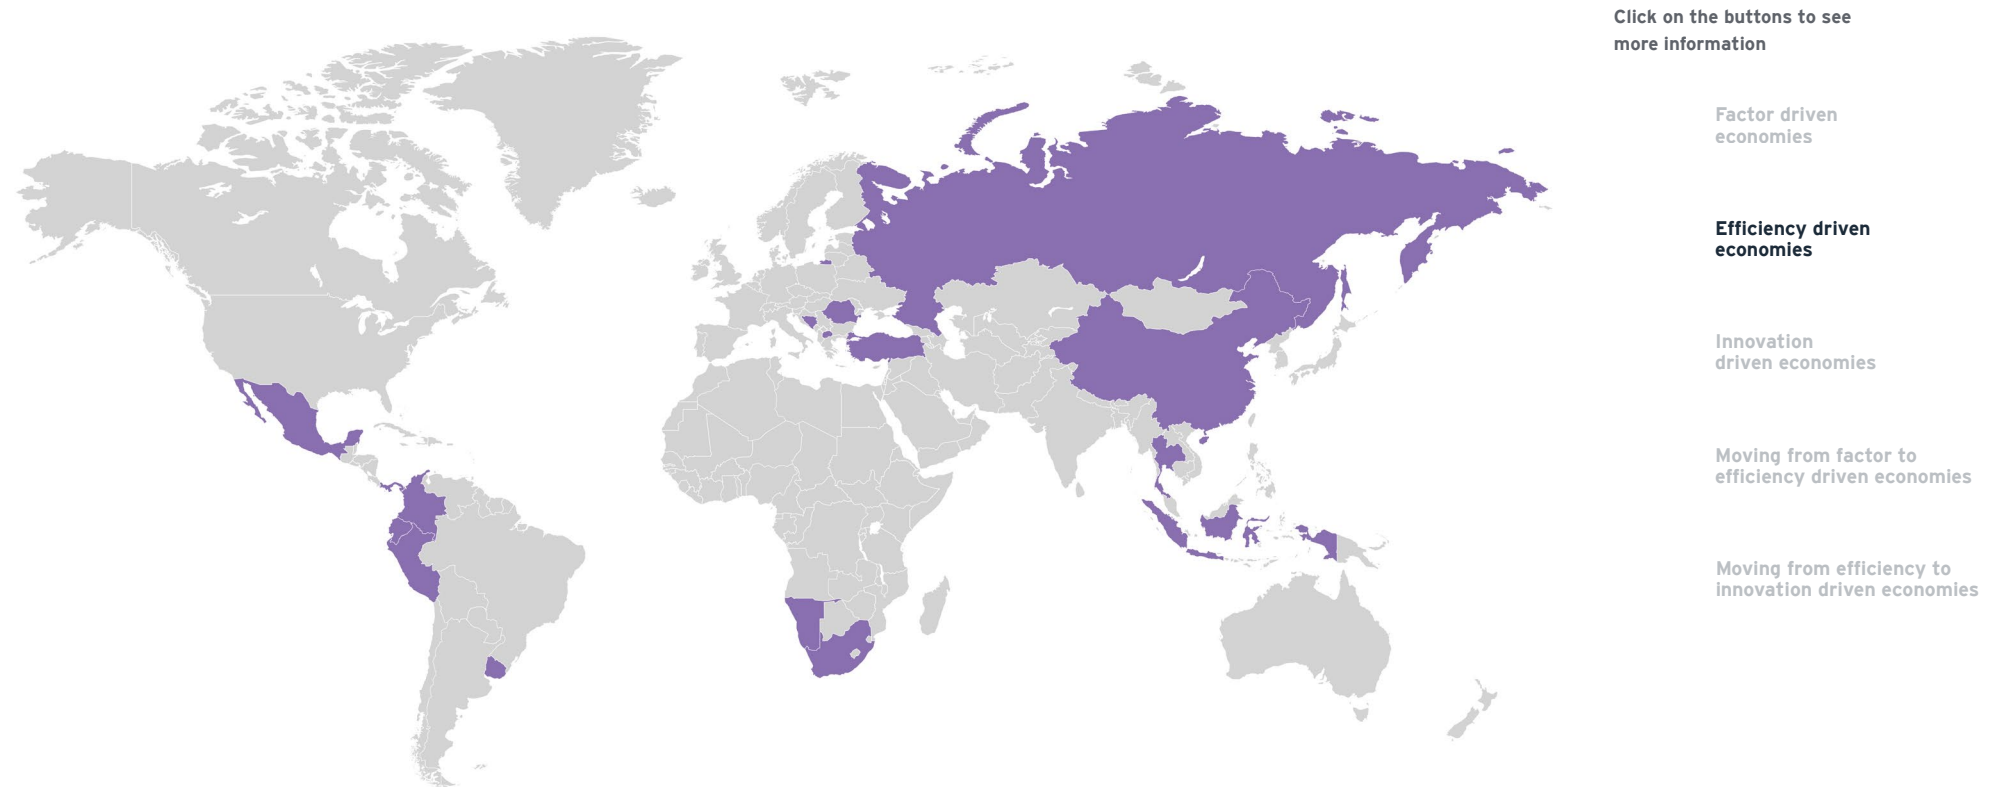 Click on the buttons to see
more information
Factor driven
economies
Efficiency driven
economies
Innovation
driven economies
Moving from factor to
efficiency driven economies
Moving from efficiency to
innovation driven economies